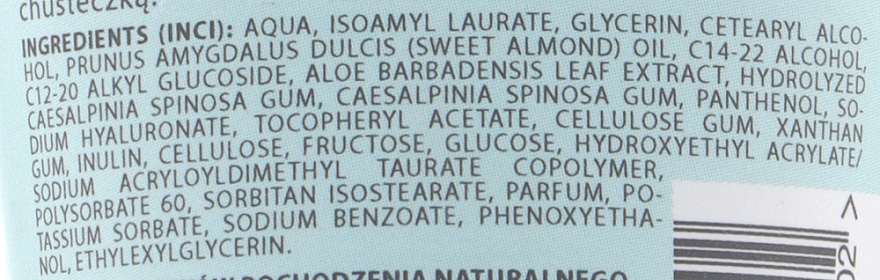 chusteczką.
INGREDIENTS (INCI): AQUA, ISOAMYL LAURATE, GLYCERIN, CETEARYL ALCO-
HOL, PRUNUS AMYGDALUS DULCIS (SWEET ALMOND) OIL, C14-22 ALCOHOL,
C12-20 ALKYL GLUCOSIDE, ALOE BARBADENSIS LEAF EXTRACT, HYDROLYZED
CAESALPINIA SPINOSA GUM, CAESALPINIA SPINOSA GUM, PANTHENOL, SO-
DIUM HYALURONATE, TOCOPHERYL ACETATE, CELLULOSE GUM, XANTHAN
GUM, INULIN, CELLULOSE, FRUCTOSE, GLUCOSE, HYDROXYETHYL ACRYLATE/
SODIUM ACRYLOYLDIMETHYL TAURATE COPOLYMER,
POLYSORBATE 60, SORBITAN ISOSTEARATE, PARFUM, PO-
TASSIUM SORBATE, SODIUM BENZOATE, PHENOXYETHA-
NOL, ETHYLEXYLGLYCERIN.
POCHODZENIA NATURALNEGO